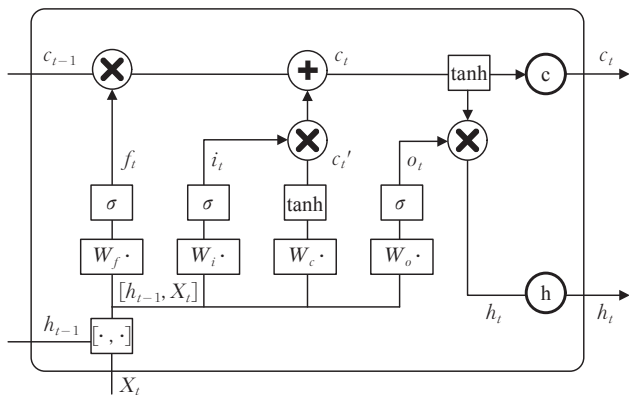 c_{t-1} c_t tanh c c_t
f_t i_t c_t′ o_t
σ σ tanh σ
W_f · W_i · W_c · W_o ·
[h_{t-1}, X_t] h
h_{t-1} [· , ·] h_t h_t
X_t